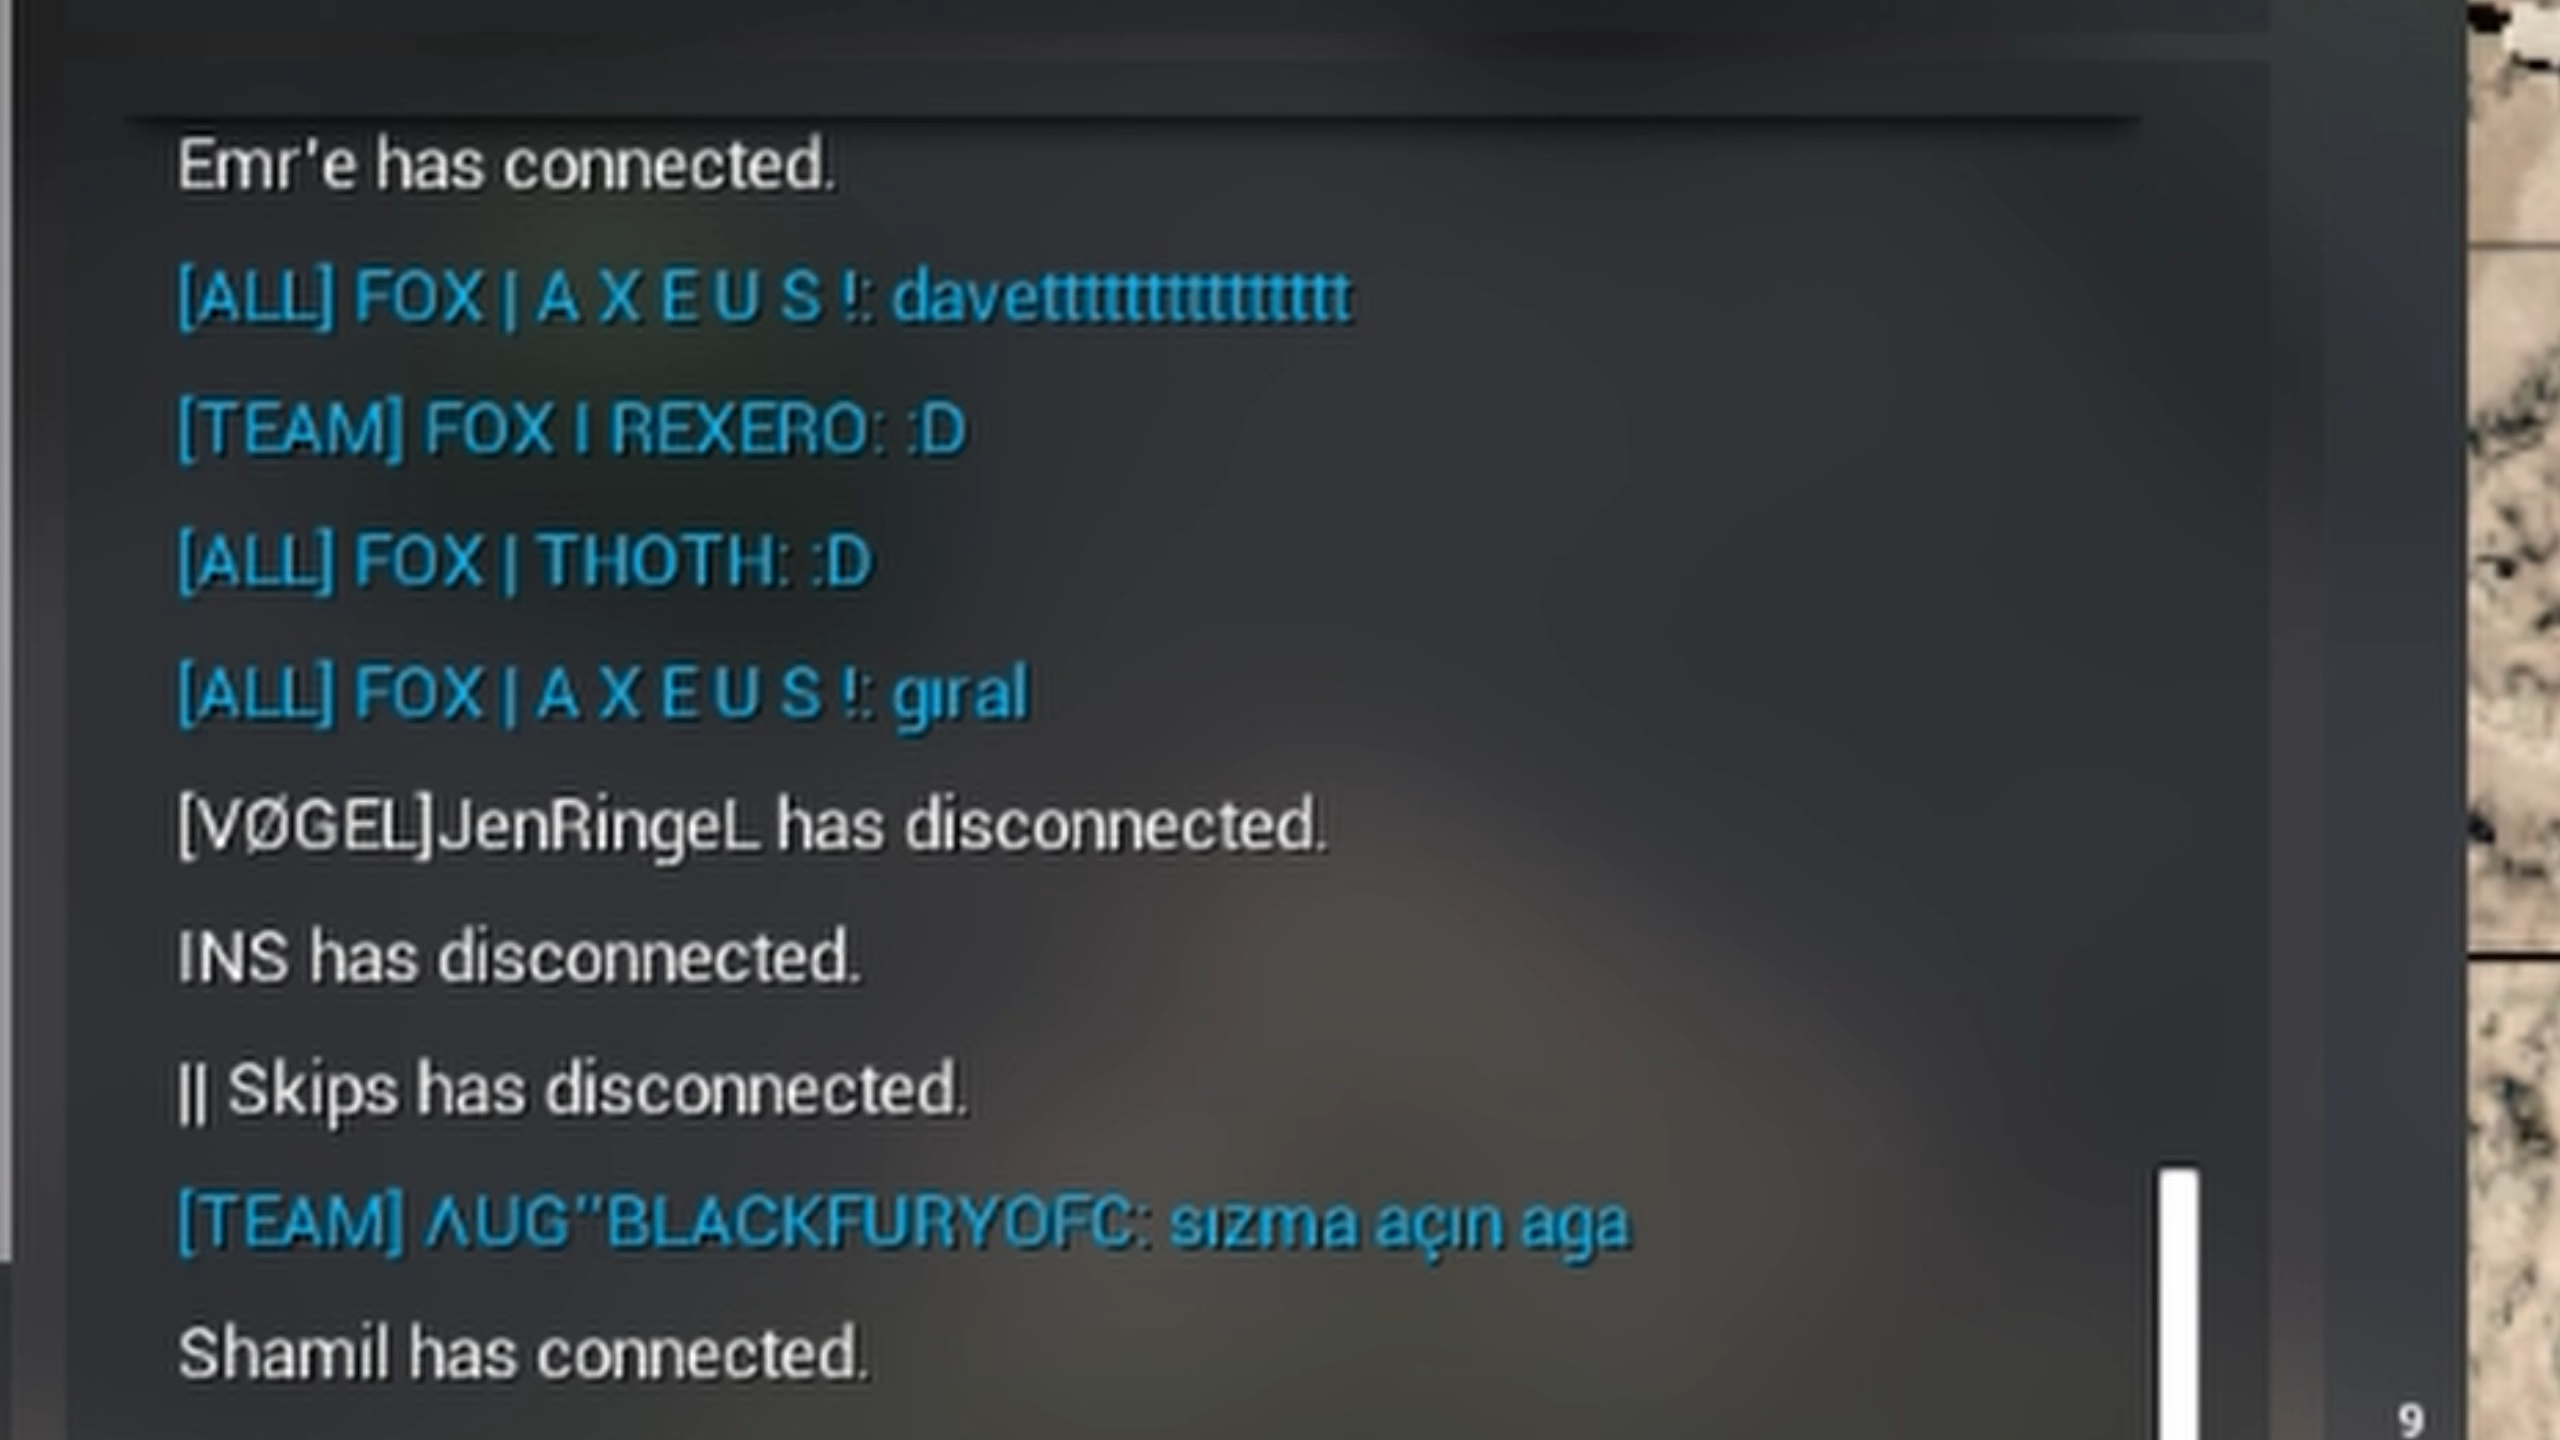 Emr'e has connected.
[ALL] FOX | A X E U S !: davetttttttttttttttt
[TEAM] FOX I REXERO: :D
[ALL] FOX | THOTH: :D
[ALL] FOX | A X E U S !: gıral
[VØGEL]JenRingeL has disconnected.
INS has disconnected.
|| Skips has disconnected.
[TEAM] ΛUG"BLACKFURYOFC: sızma açın aga
Shamil has connected.
9